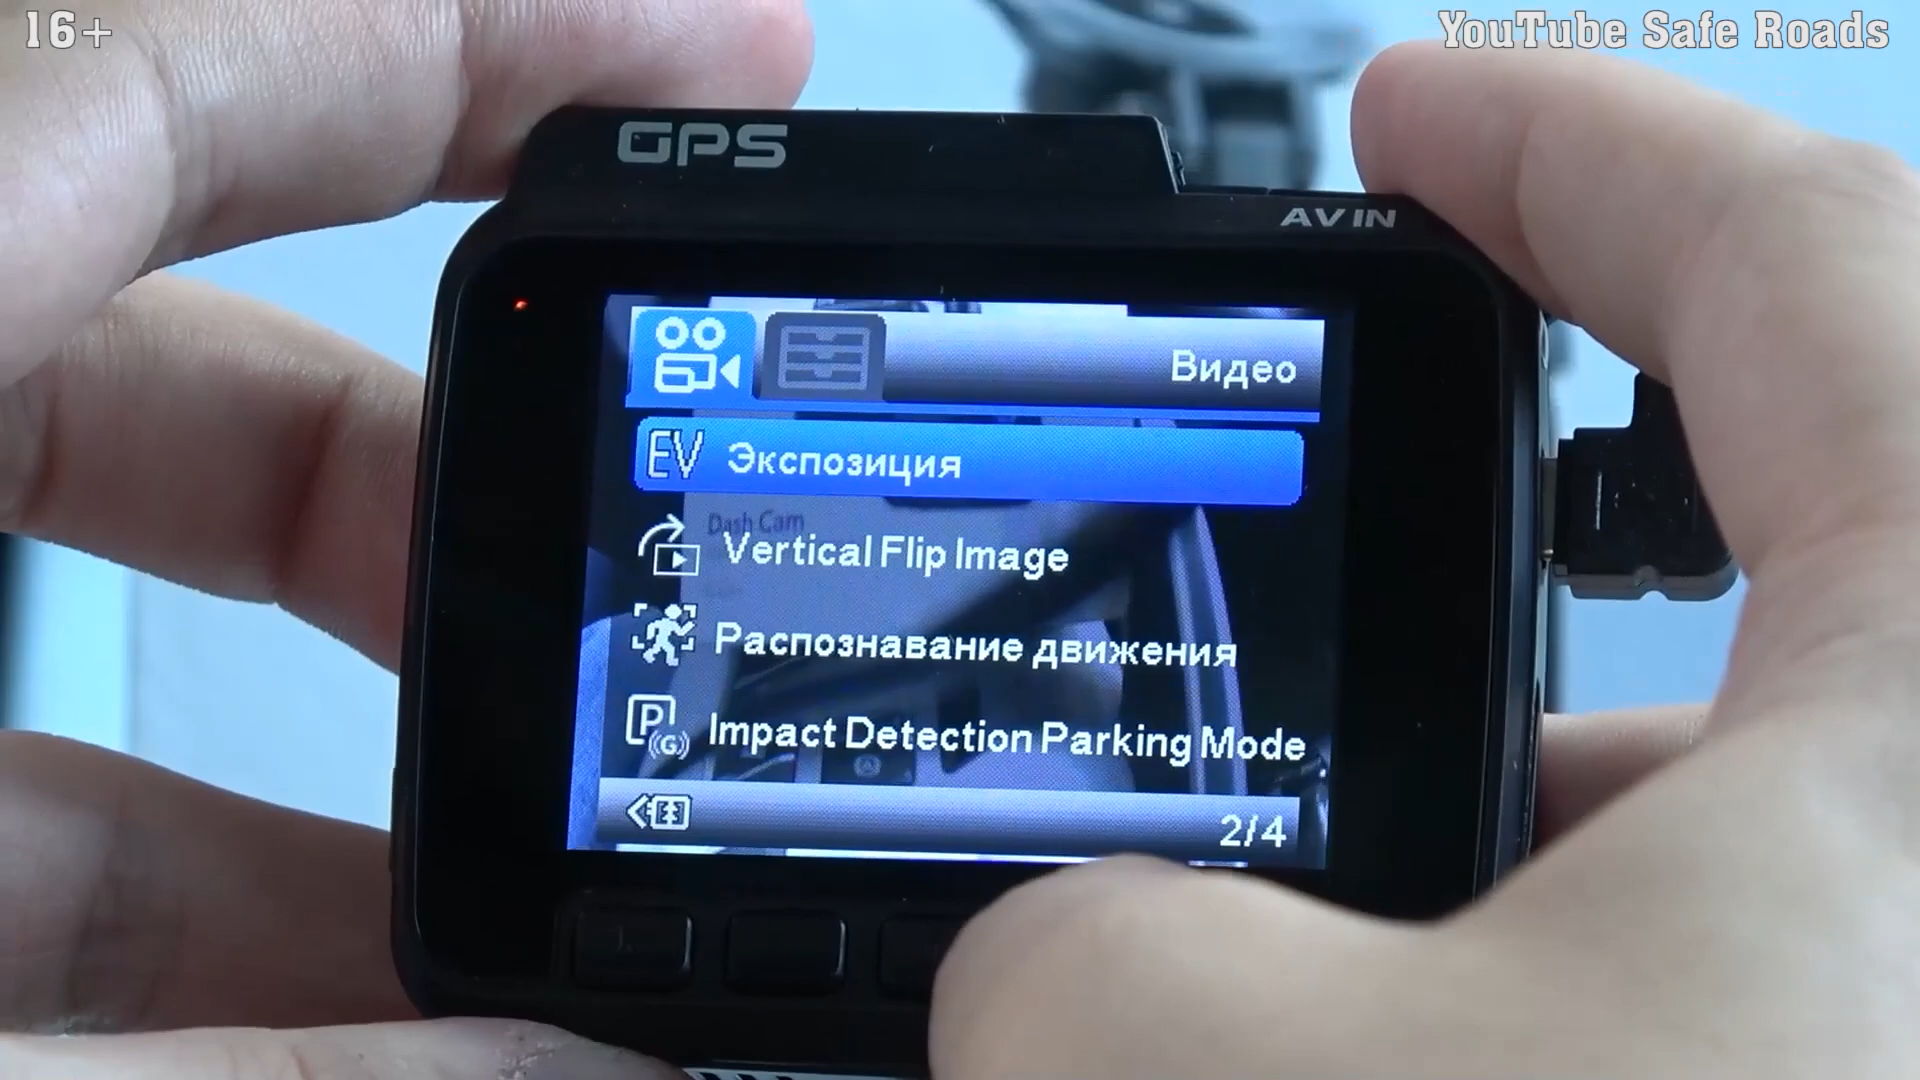 16+
YouTube Safe Roads
GPS
AV IN
Видео
EV Экспозиция
Dash Cam
Vertical Flip Image
Распознавание движения
P (G) Impact Detection Parking Mode
2/4